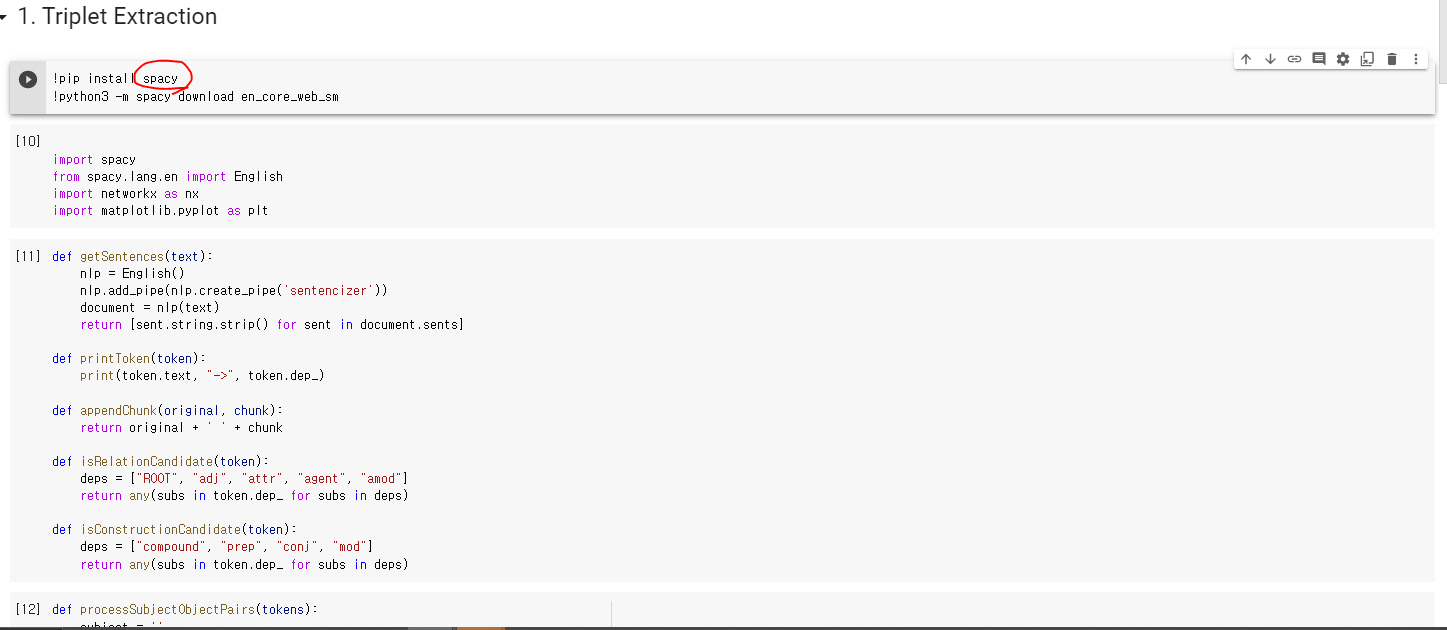 1. Triplet Extraction
!pip install spacy
!python3 -m spacy download en_core_web_sm
[10]
import spacy
from spacy.lang.en import English
import networkx as nx
import matplotlib.pyplot as plt
[11] def getSentences(text):
nlp = English()
nlp.add_pipe(nlp.create_pipe('sentencizer'))
document = nlp(text)
return [sent.string.strip() for sent in document.sents]
def printToken(token):
print(token.text, "->", token.dep_)
def appendChunk(original, chunk):
return original + ' ' + chunk
def isRelationCandidate(token):
deps = ["ROOT", "adj", "attr", "agent", "amod"]
return any(subs in token.dep_ for subs in deps)
def isConstructionCandidate(token):
deps = ["compound", "prep", "conj", "mod"]
return any(subs in token.dep_ for subs in deps)
[12] def processSubjectObjectPairs(tokens):
subject = ''